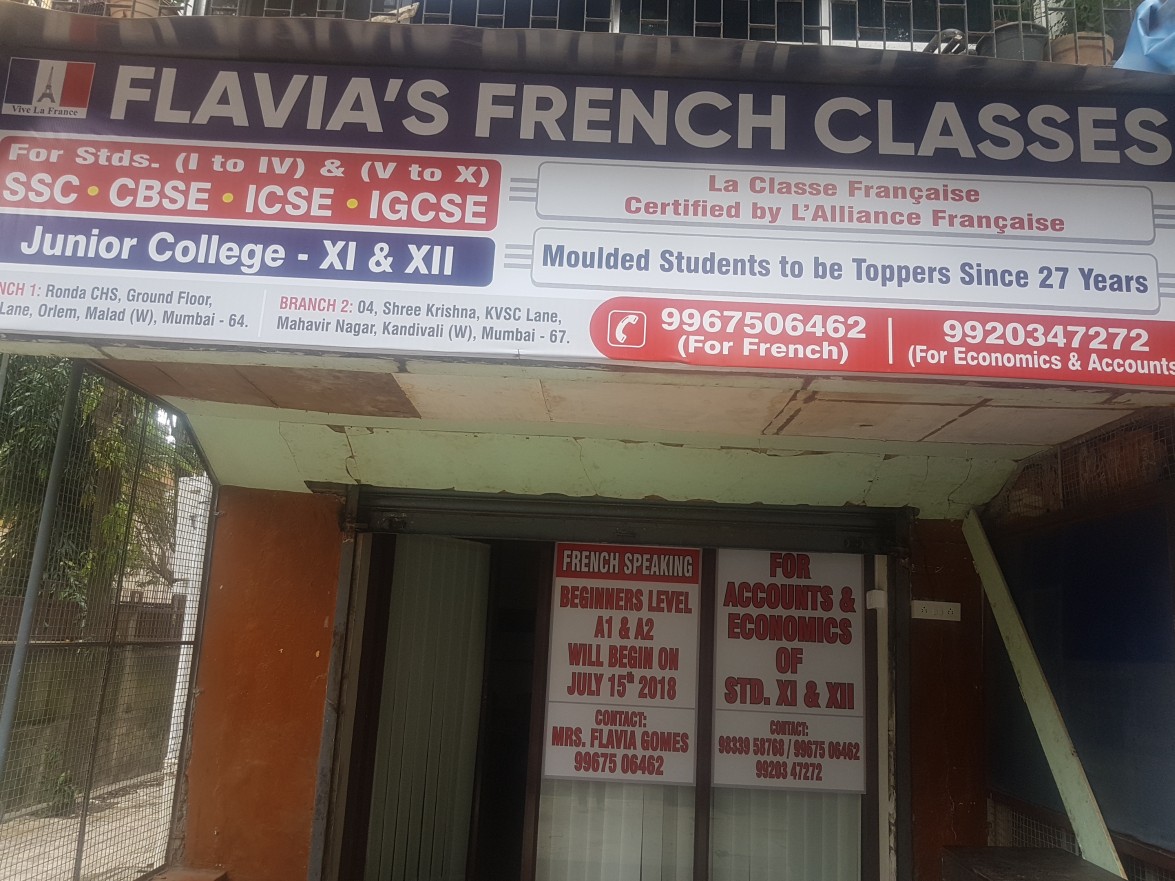 Vive La France
FLAVIA'S FRENCH CLASSES
For Stds. (I to IV) & (V to X)
SSC • CBSE • ICSE • IGCSE
Junior College - XI & XII
La Classe Française
Certified by L'Alliance Française
Moulded Students to be Toppers Since 27 Years
1: Ronda CHS, Ground Floor,
Lane, Orlem, Malad (W), Mumbai - 64.
BRANCH 2: 04, Shree Krishna, KVSC Lane,
Mahavir Nagar, Kandivali (W), Mumbai - 67.
9967506462
(For French)
9920347272
(For Economics & Accounts
FRENCH SPEAKING
BEGINNERS LEVEL
A1 & A2
WILL BEGIN ON
JULY 15th 2018
CONTACT:
MRS. FLAVIA GOMES
99675 06462
FOR
ACCOUNTS &
ECONOMICS
OF
STD. XI & XII
CONTACT:
98339 58768 / 99675 06462
99203 47272